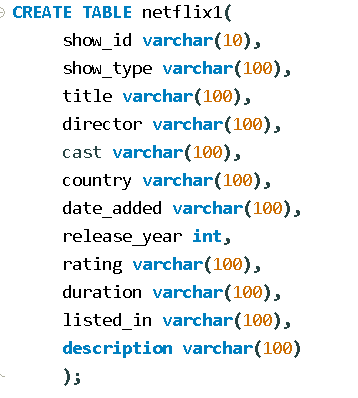 CREATE TABLE netflix1(
show_id varchar(10),
show_type varchar(100),
title varchar(100),
director varchar(100),
cast varchar(100),
country varchar(100),
date_added varchar(100),
release_year int,
rating varchar(100),
duration varchar(100),
listed_in varchar(100),
description varchar(100)
);